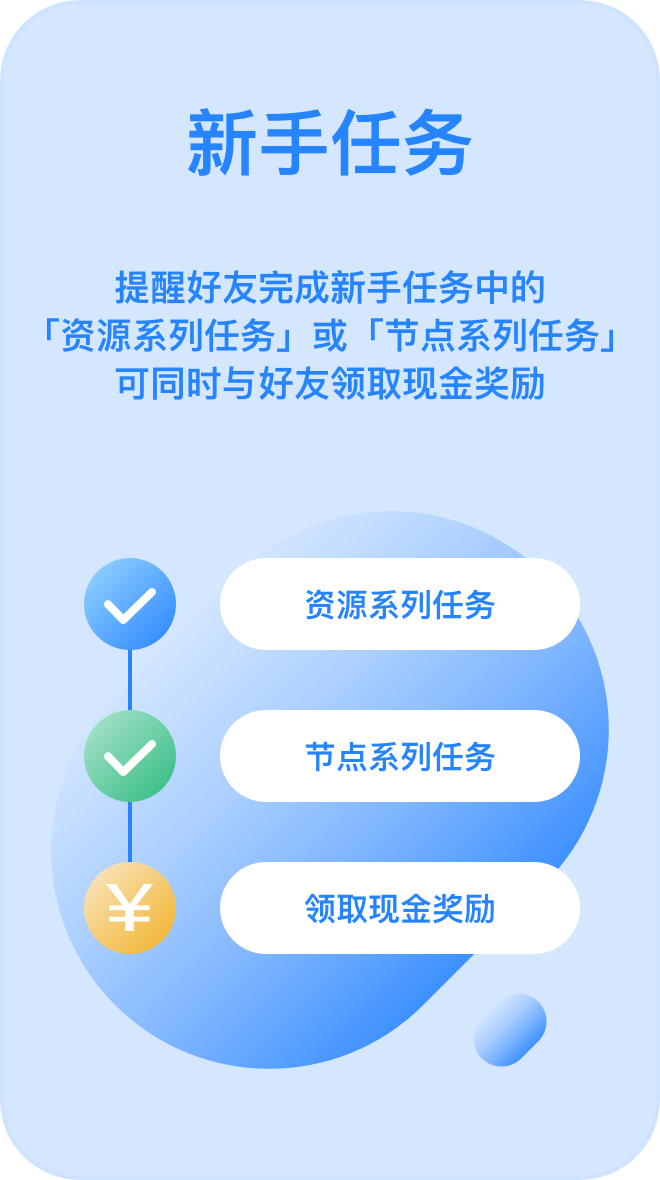 新手任务
提醒好友完成新手任务中的
「资源系列任务」或「节点系列任务」
可同时与好友领取现金奖励
资源系列任务
节点系列任务
¥
领取现金奖励